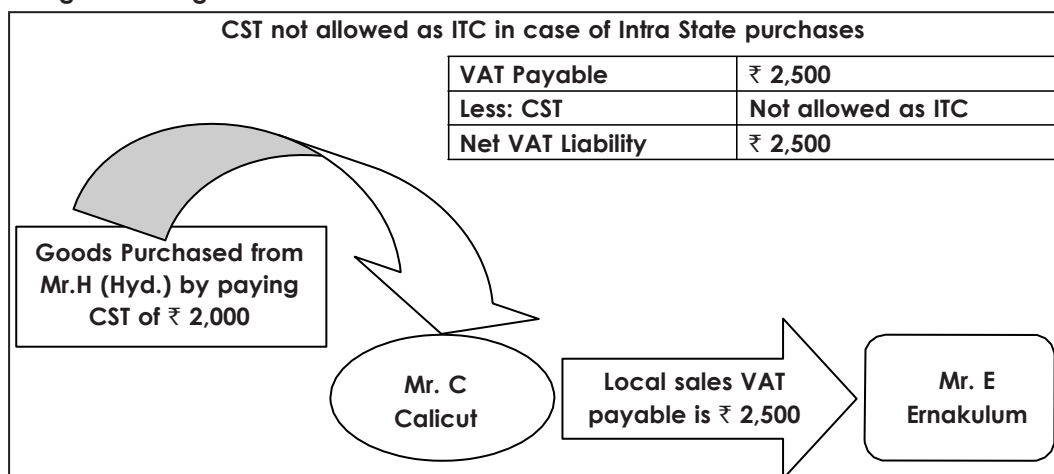 CST not allowed as ITC in case of Intra State purchases
VAT Payable ₹ 2,500
Less: CST Not allowed as ITC
Net VAT Liability ₹ 2,500
Goods Purchased from
Mr.H (Hyd.) by paying
CST of ₹ 2,000
Mr. C
Calicut
Local sales VAT
payable is ₹ 2,500
Mr. E
Ernakulum